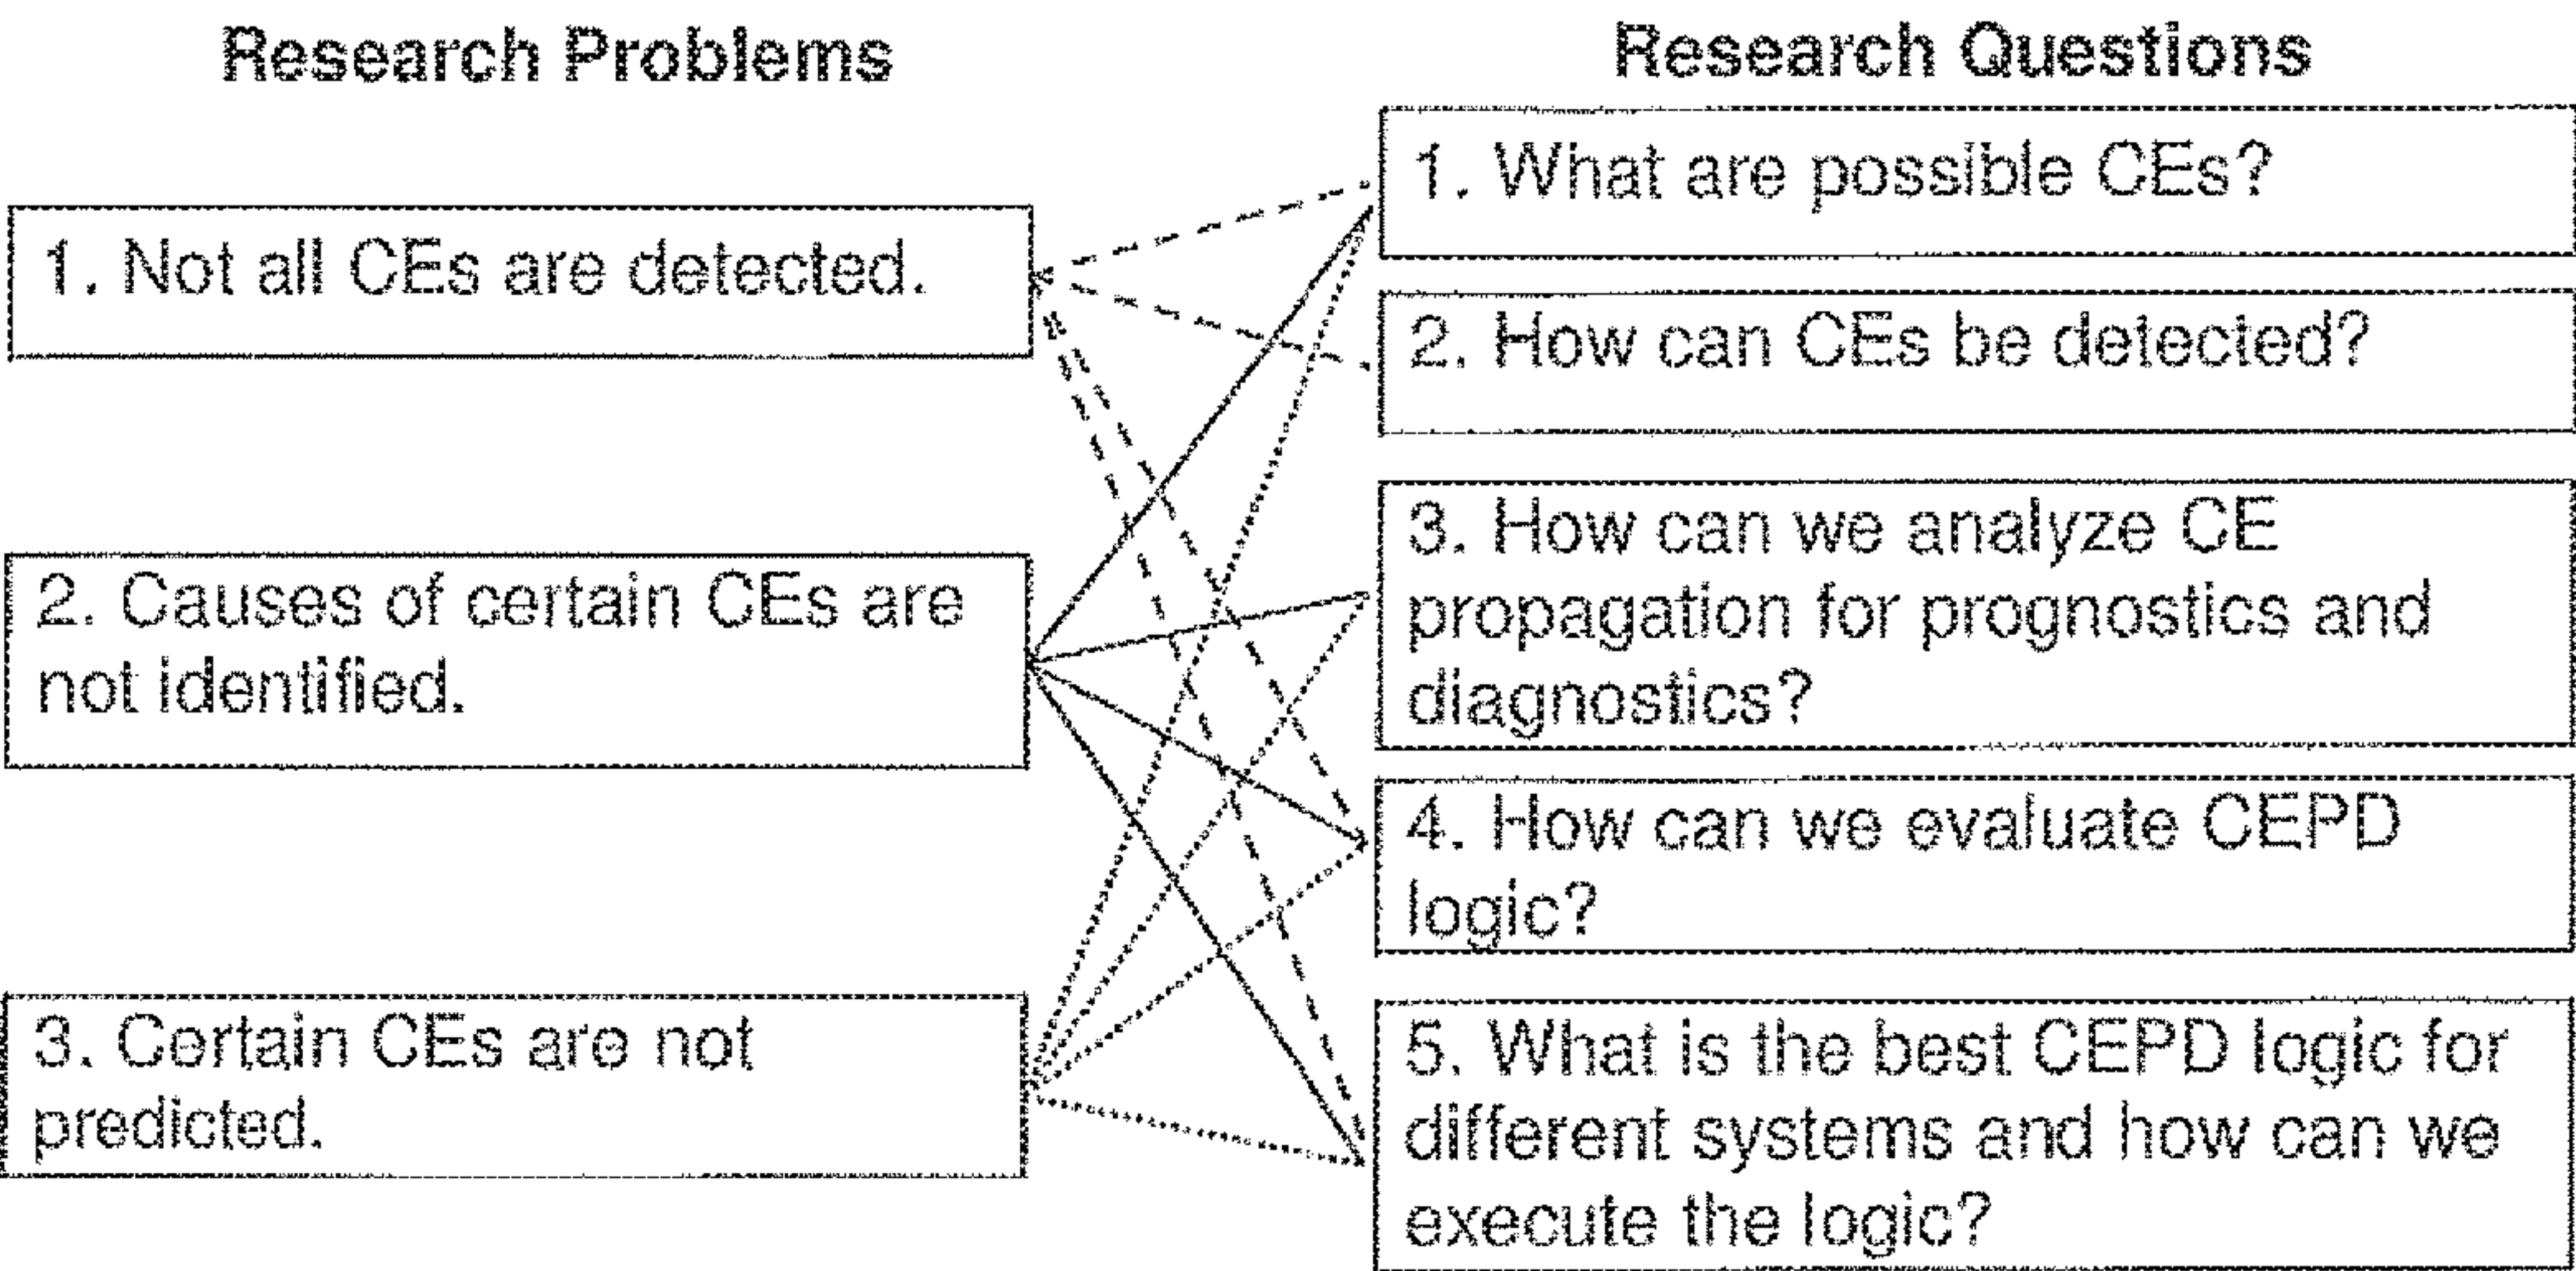 Research Problems
1. Not all CEs are detected.
2. Causes of certain CEs are
not identified.
3. Certain CEs are not
predicted.
Research Questions
1. What are possible CEs?
2. How can CEs be detected?
3. How can we analyze CE
propagation for prognostics and
diagnostics?
4. How can we evaluate CEPD
logic?
5. What is the best CEPD logic for
different systems and how can we
execute the logic?